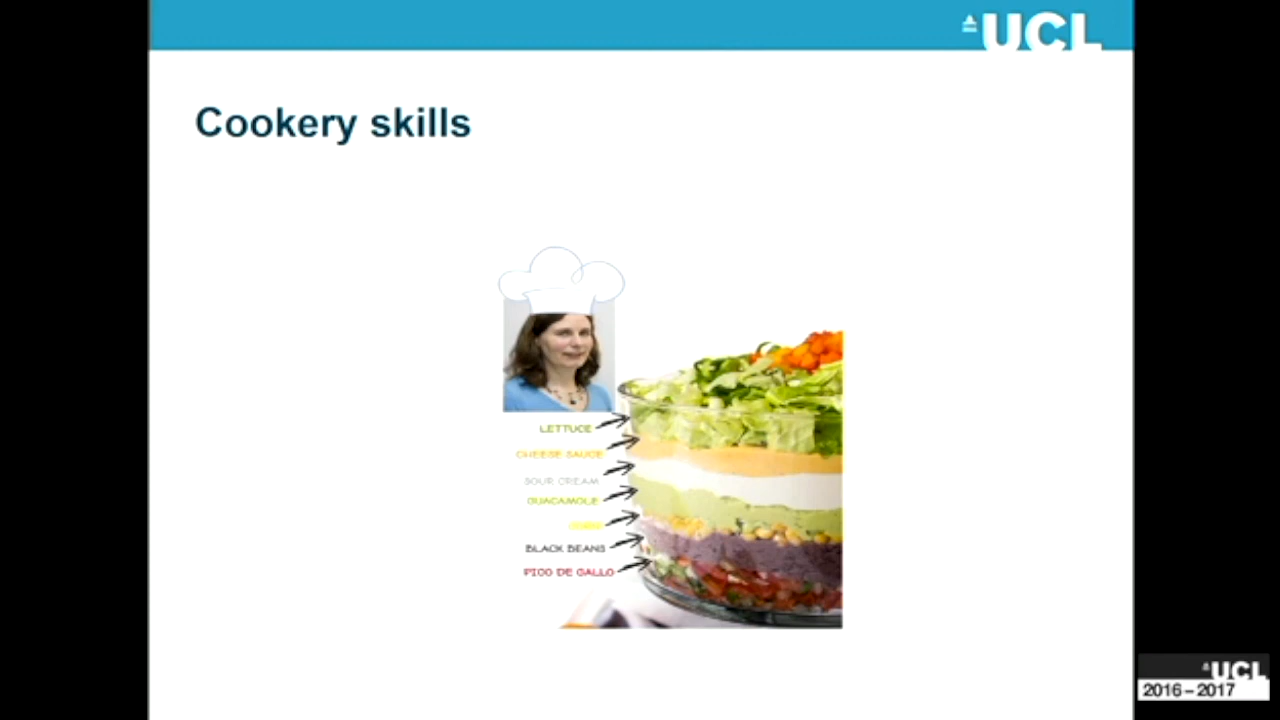 UCL
Cookery skills
LETTUCE
CHEESE SAUCE
SOUR CREAM
GUACAMOLE
BLACK BEANS
PICO DE GALLO
UCL
2016 – 2017